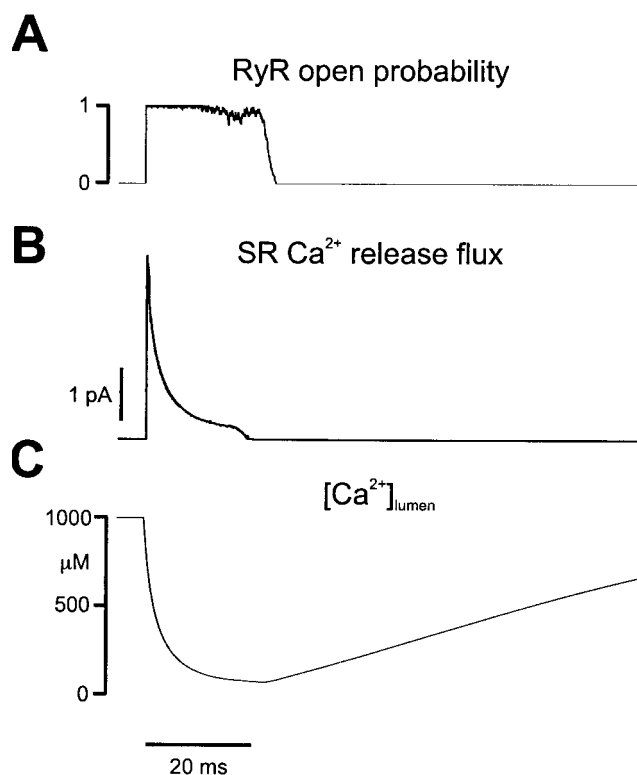 A
RyR open probability
1
0
B
SR Ca²⁺ release flux
1 pA
C
[Ca²⁺]lumen
1000
μM
500
0
20 ms